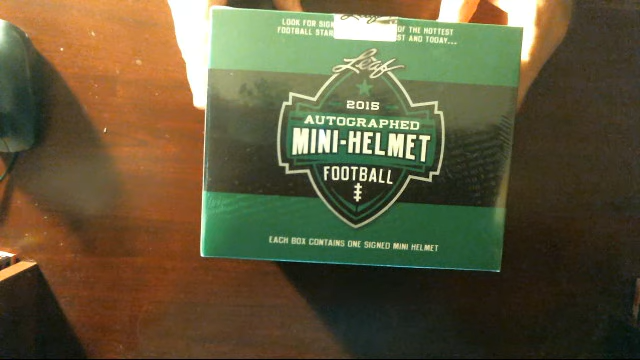 LOOK FOR SIGN OF THE HOTTEST
FOOTBALL STAR ST AND TODAY...
Leaf
2015
AUTOGRAPHED
MINI-HELMET
FOOTBALL
EACH BOX CONTAINS ONE SIGNED MINI HELMET